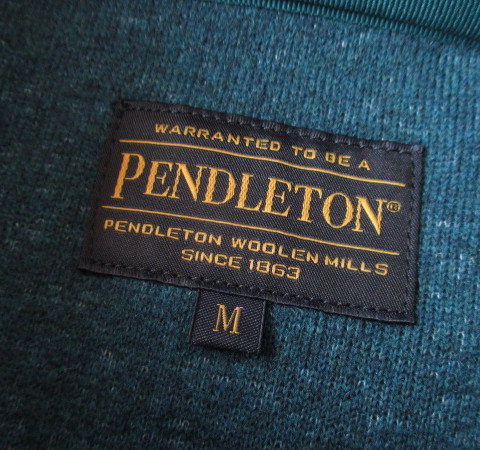 WARRANTED TO BE A
PENDLETON®
PENDLETON WOOLEN MILLS
SINCE 1863
M